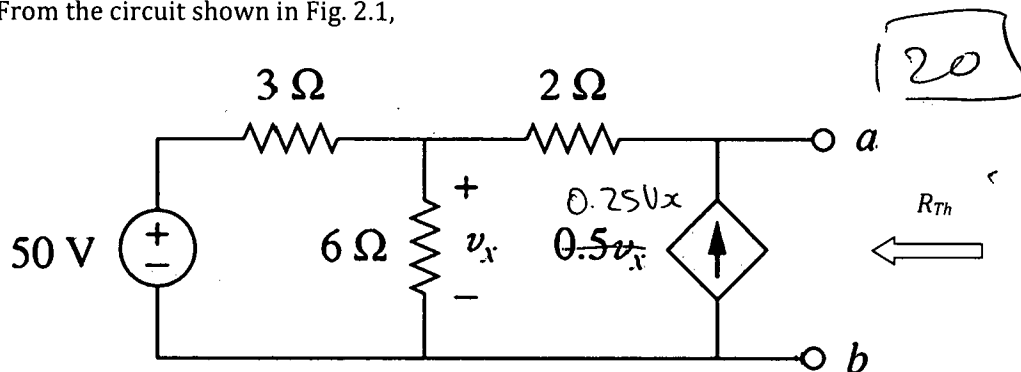 From the circuit shown in Fig. 2.1,
20
3 Ω
2 Ω
a
+
0.25Vx
RTh
50 V
+
−
6 Ω
vx
0.5vx
−
b